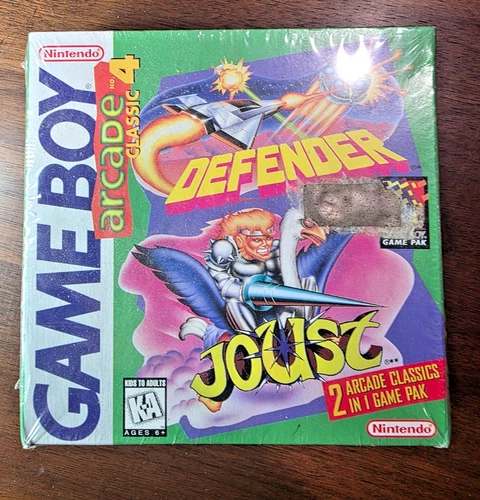 Nintendo
GAME BOY
arcade
CLASSIC NO. 4
DEFENDER
GAME PAK
JOUST
KIDS TO ADULTS
K-A
AGES 6+
2 ARCADE CLASSICS
IN 1 GAME PAK
Nintendo